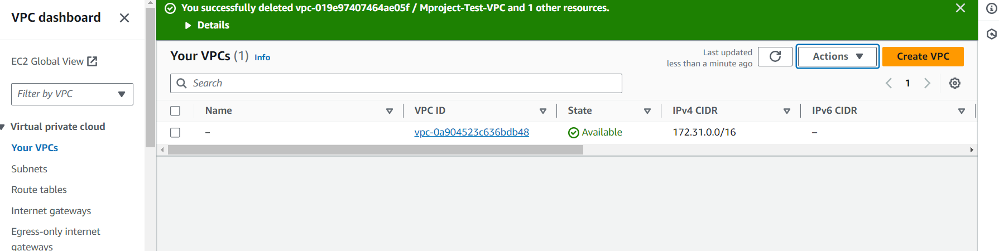 VPC dashboard
EC2 Global View
Filter by VPC
Virtual private cloud
Your VPCs
Subnets
Route tables
Internet gateways
Egress-only internet
gateways
You successfully deleted vpc-019e97407464ae05f / Mproject-Test-VPC and 1 other resources.
Details
Your VPCs (1) Info
Last updated
less than a minute ago
Actions
Create VPC
Search
1
Name VPC ID State IPv4 CIDR IPv6 CIDR
– vpc-0a904523c636bdb48 Available 172.31.0.0/16 –